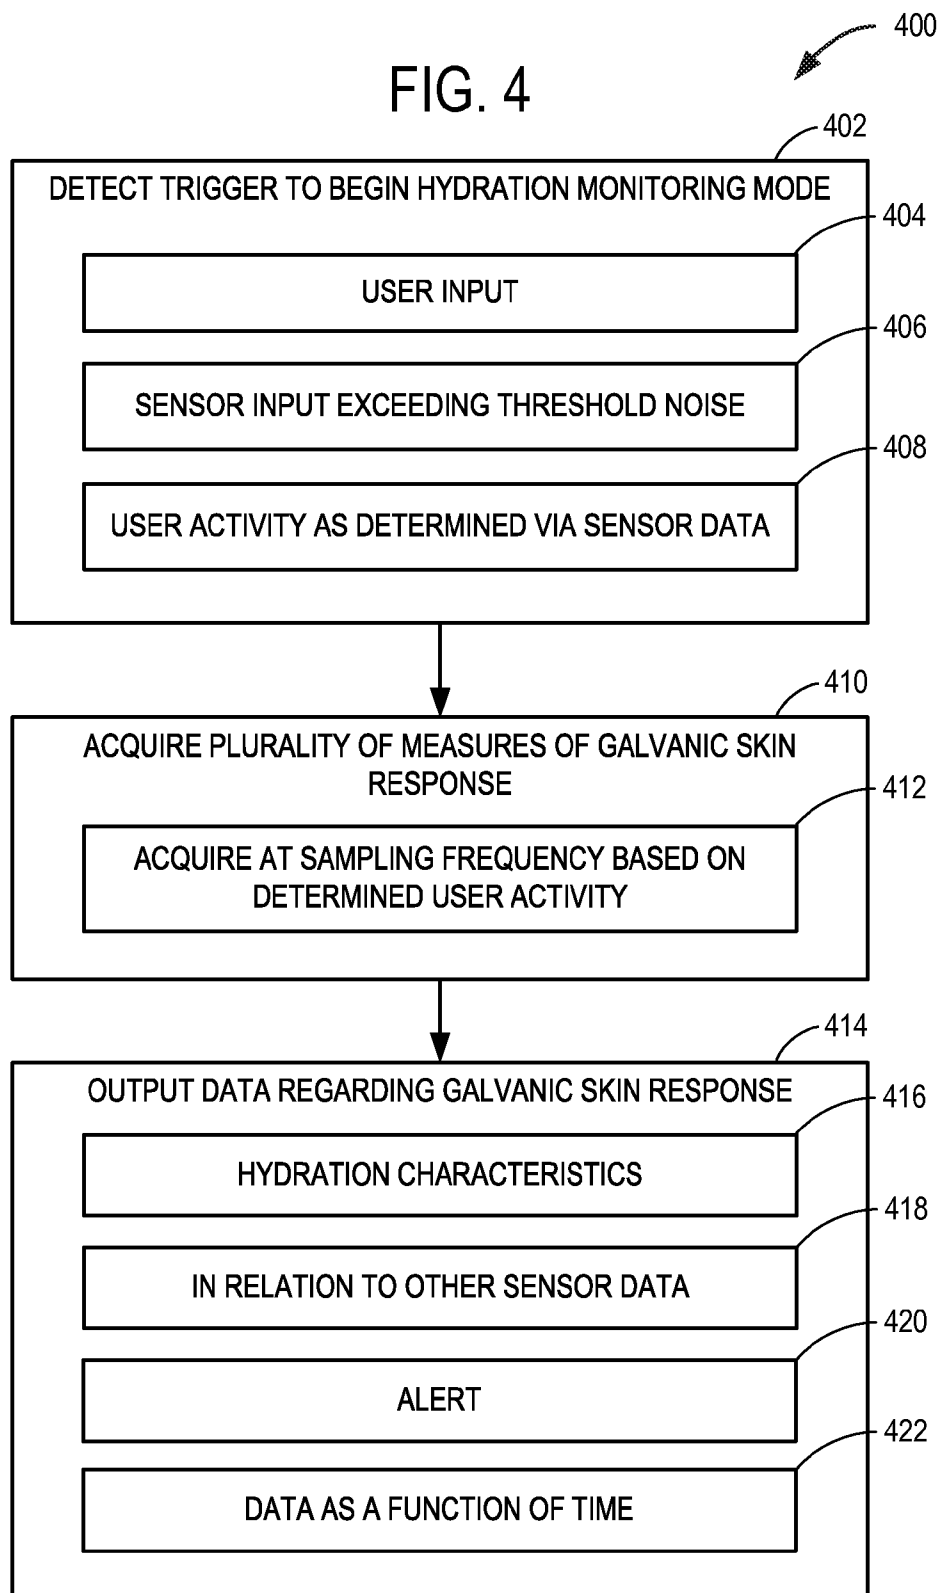 400
FIG. 4
402
DETECT TRIGGER TO BEGIN HYDRATION MONITORING MODE
404
USER INPUT
406
SENSOR INPUT EXCEEDING THRESHOLD NOISE
408
USER ACTIVITY AS DETERMINED VIA SENSOR DATA
410
ACQUIRE PLURALITY OF MEASURES OF GALVANIC SKIN
RESPONSE
412
ACQUIRE AT SAMPLING FREQUENCY BASED ON
DETERMINED USER ACTIVITY
414
OUTPUT DATA REGARDING GALVANIC SKIN RESPONSE
416
HYDRATION CHARACTERISTICS
418
IN RELATION TO OTHER SENSOR DATA
420
ALERT
422
DATA AS A FUNCTION OF TIME